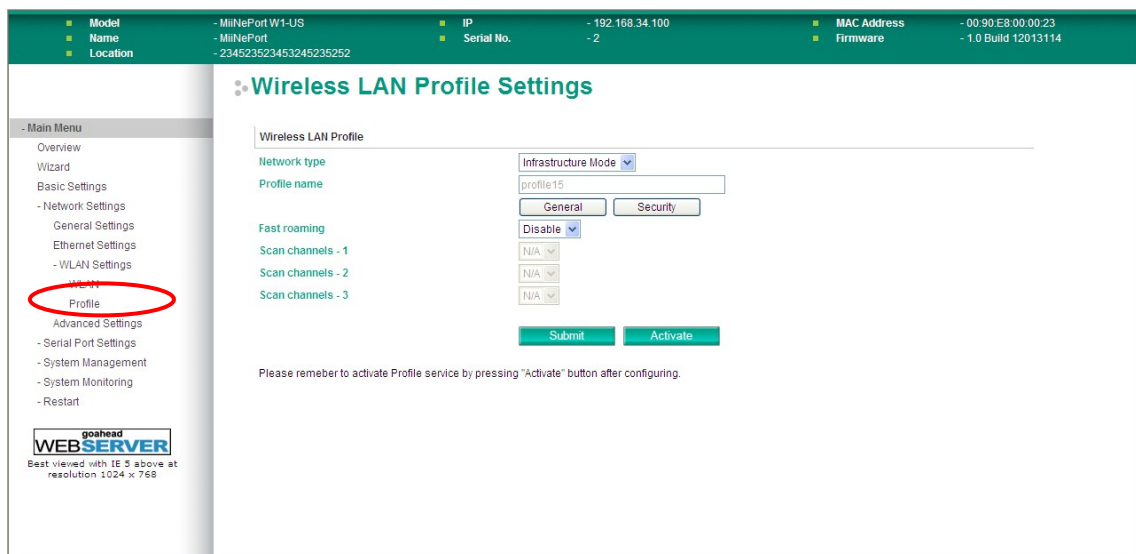 Model - MiiNePort W1-US IP - 192.168.34.100 MAC Address - 00:90:E8:00:00:23
Name - MiiNePort Serial No. - 2 Firmware - 1.0 Build 12013114
Location - 234523523453245235252
Wireless LAN Profile Settings
- Main Menu
Overview
Wizard
Basic Settings
- Network Settings
General Settings
Ethernet Settings
- WLAN Settings
WLAN
Profile
Advanced Settings
- Serial Port Settings
- System Management
- System Monitoring
- Restart
goahead
WEBSERVER
Best viewed with IE 5 above at
resolution 1024 x 768
Wireless LAN Profile
Network type Infrastructure Mode
Profile name profile15
General Security
Fast roaming Disable
Scan channels - 1 N/A
Scan channels - 2 N/A
Scan channels - 3 N/A
Submit Activate
Please remeber to activate Profile service by pressing "Activate" button after configuring.